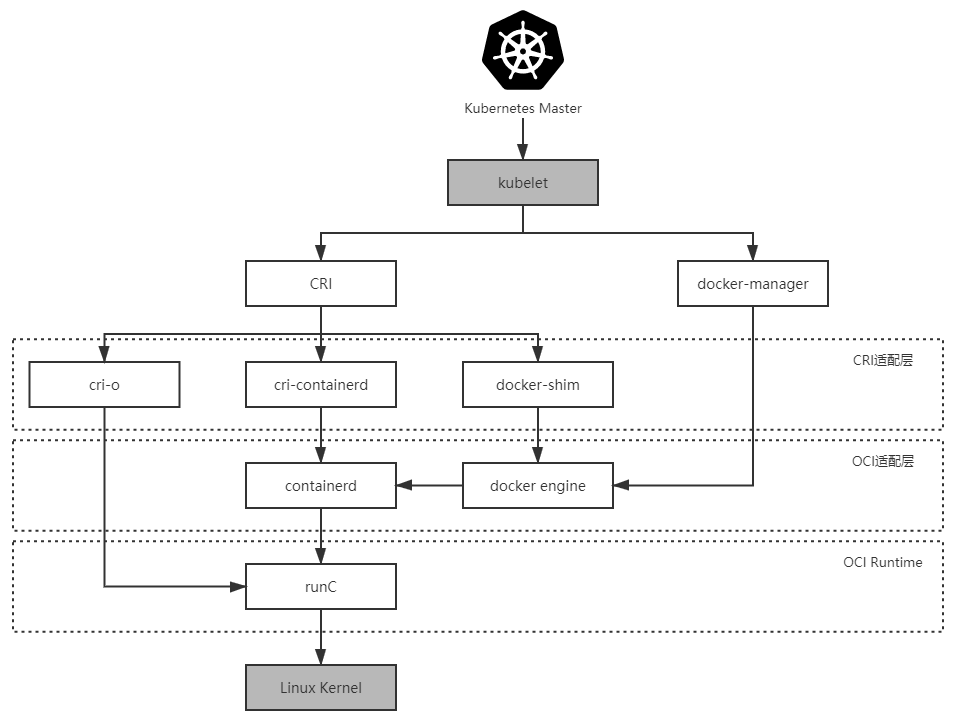 Kubernetes Master
kubelet
CRI
docker-manager
CRI适配层
cri-o
cri-containerd
docker-shim
OCI适配层
containerd
docker engine
OCI Runtime
runC
Linux Kernel